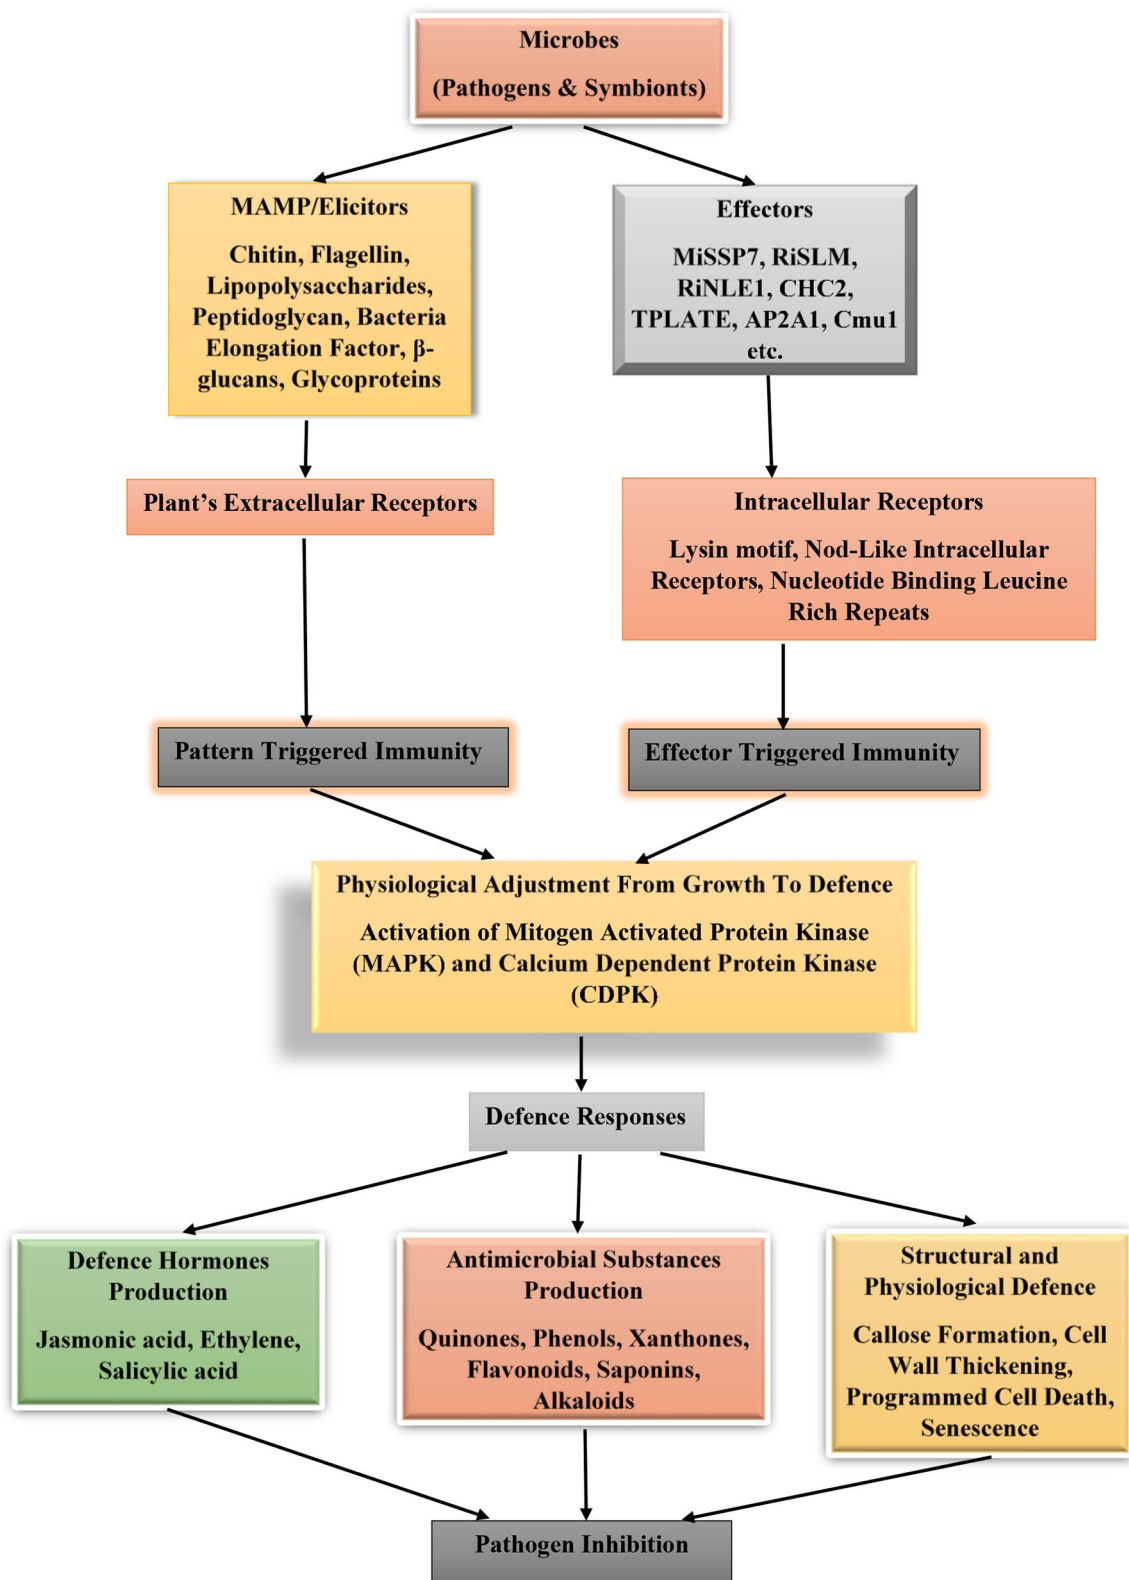 Microbes
(Pathogens & Symbionts)
MAMP/Elicitors
Chitin, Flagellin,
Lipopolysaccharides,
Peptidoglycan, Bacteria
Elongation Factor, β-
glucans, Glycoproteins
Effectors
MiSSP7, RiSLM,
RiNLE1, CHC2,
TPLATE, AP2A1, Cmu1
etc.
Plant’s Extracellular Receptors
Intracellular Receptors
Lysin motif, Nod-Like Intracellular
Receptors, Nucleotide Binding Leucine
Rich Repeats
Pattern Triggered Immunity
Effector Triggered Immunity
Physiological Adjustment From Growth To Defence
Activation of Mitogen Activated Protein Kinase
(MAPK) and Calcium Dependent Protein Kinase
(CDPK)
Defence Responses
Defence Hormones
Production
Jasmonic acid, Ethylene,
Salicylic acid
Antimicrobial Substances
Production
Quinones, Phenols, Xanthones,
Flavonoids, Saponins,
Alkaloids
Structural and
Physiological Defence
Callose Formation, Cell
Wall Thickening,
Programmed Cell Death,
Senescence
Pathogen Inhibition